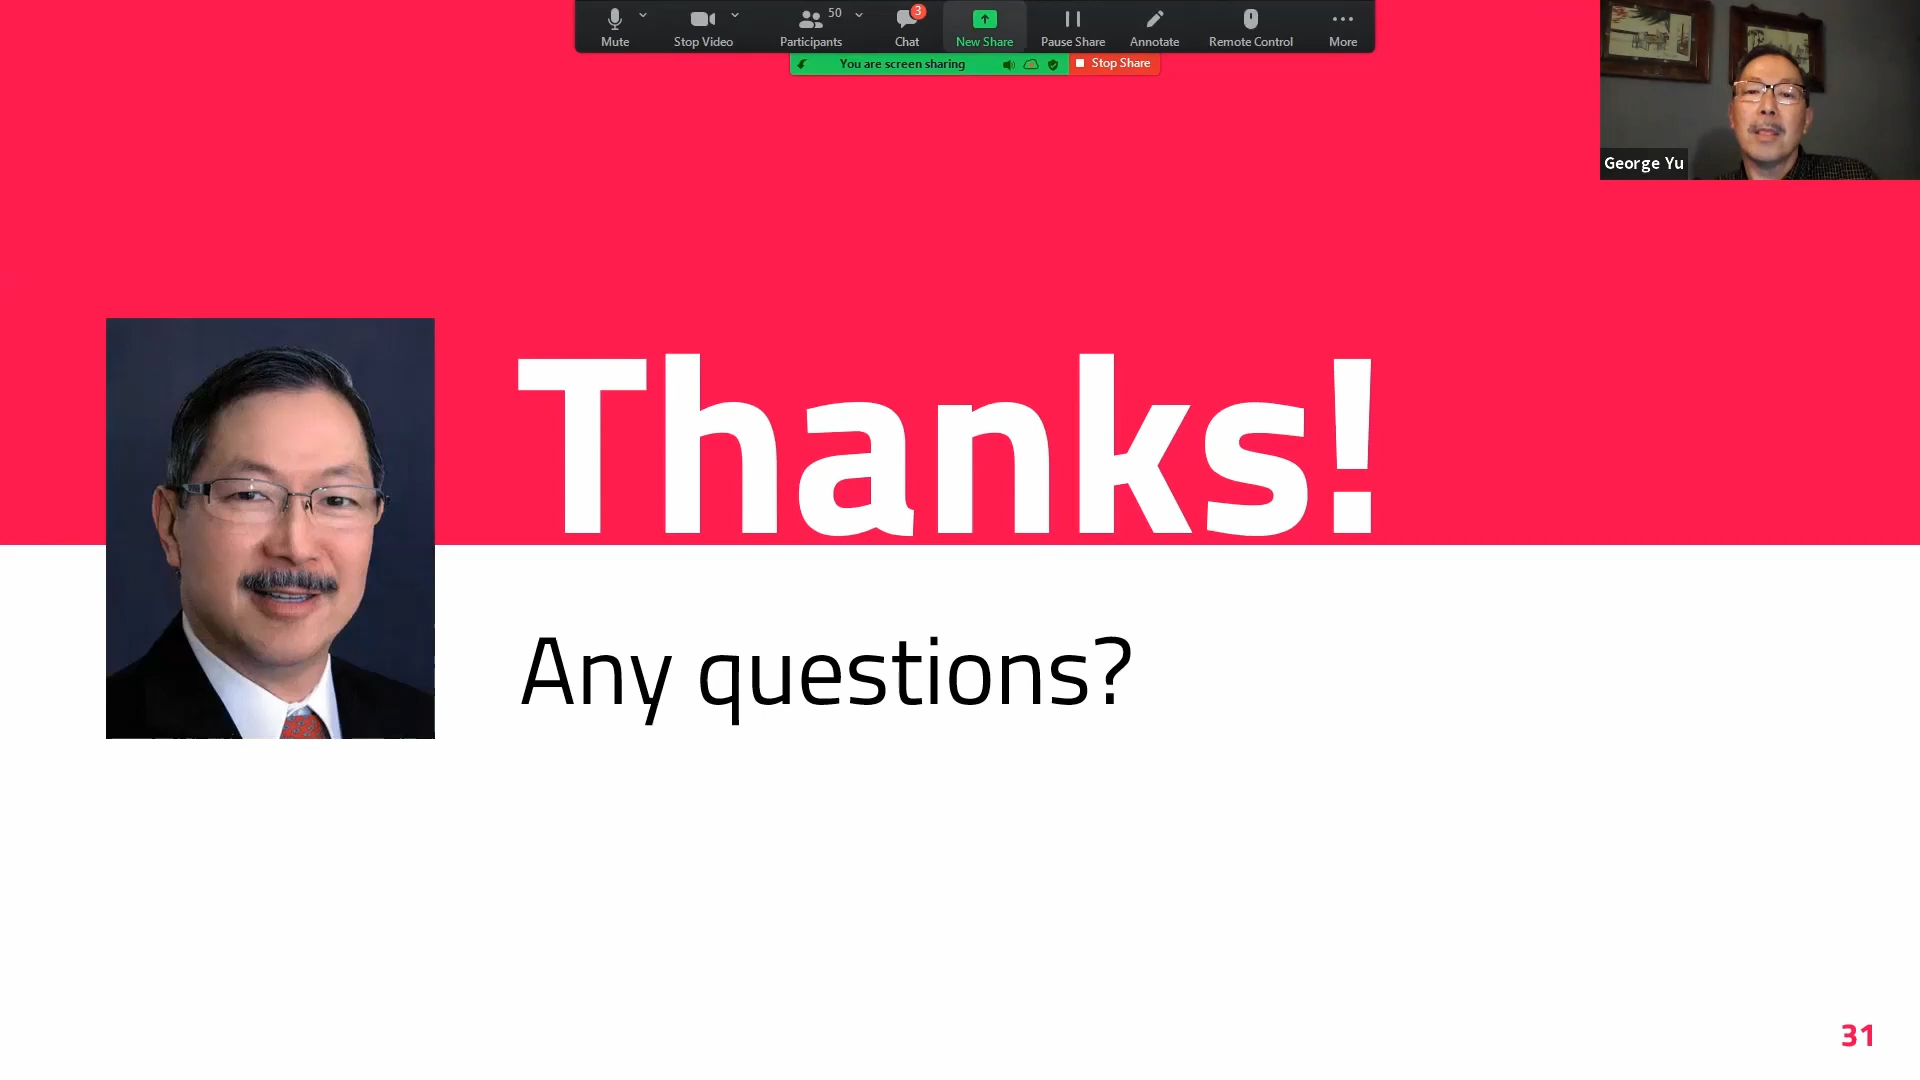 50
3
Mute
Stop Video
Participants
Chat
New Share
Pause Share
Annotate
Remote Control
More
You are screen sharing
Stop Share
George Yu
Thanks!
Any questions?
31